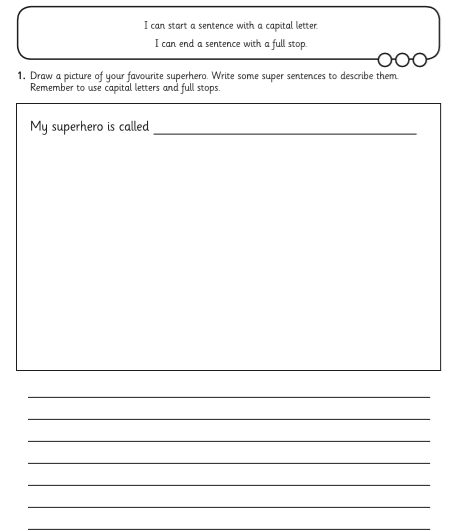 I can start a sentence with a capital letter.
I can end a sentence with a full stop.
1. Draw a picture of your favourite superhero. Write some super sentences to describe them.
Remember to use capital letters and full stops.
My superhero is called